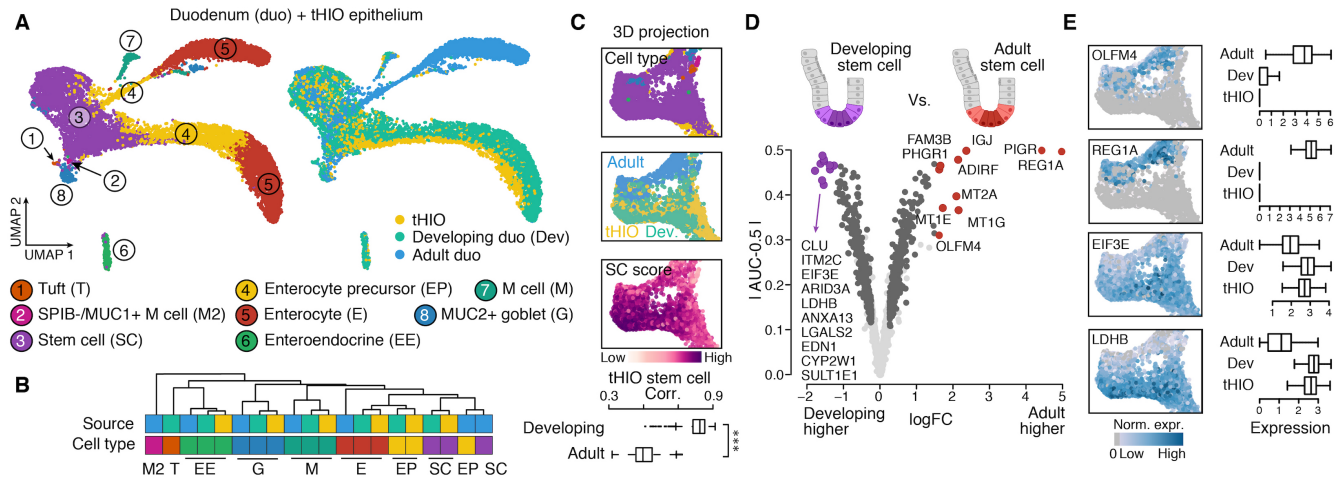 A
Duodenum (duo) + tHIO epithelium
7
5
4
3
4
1
2
8
5
6
UMAP 2
UMAP 1
tHIO
Developing duo (Dev)
Adult duo
1 Tuft (T)
2 SPIB-/MUC1+ M cell (M2)
3 Stem cell (SC)
4 Enterocyte precursor (EP)
5 Enterocyte (E)
6 Enteroendocrine (EE)
7 M cell (M)
8 MUC2+ goblet (G)
B
Source
Cell type
M2 T EE G M E EP SC EP SC
C
3D projection
Cell type
Adult
tHIO Dev.
SC score
Low High
tHIO stem cell
Corr.
0.3 0.9
Developing
Adult
***
D
Developing
stem cell
Vs.
Adult
stem cell
| AUC-0.5 |
0.5
0.4
0.3
0.2
0.1
0.0
FAM3B
PHGR1
IGJ
ADIRF
PIGR
REG1A
MT2A
MT1E
MT1G
OLFM4
CLU
ITM2C
EIF3E
ARID3A
LDHB
ANXA13
LGALS2
EDN1
CYP2W1
SULT1E1
−2 −1 0 1 2 3 4 5
Developing
higher
logFC
Adult
higher
E
OLFM4
Adult
Dev
tHIO
0 1 2 3 4 5 6
REG1A
Adult
Dev
tHIO
0 1 2 3 4 5 6 7
EIF3E
Adult
Dev
tHIO
1 2 3 4
LDHB
Adult
Dev
tHIO
0 1 2 3
Expression
Norm. expr.
0 Low High